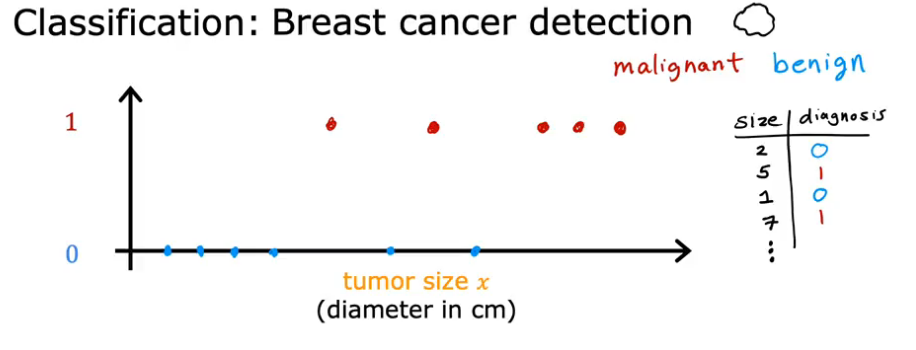 Classification: Breast cancer detection
malignant benign
1
0
tumor size x
(diameter in cm)
size diagnosis
2 0
5 1
1 0
7 1
⋮